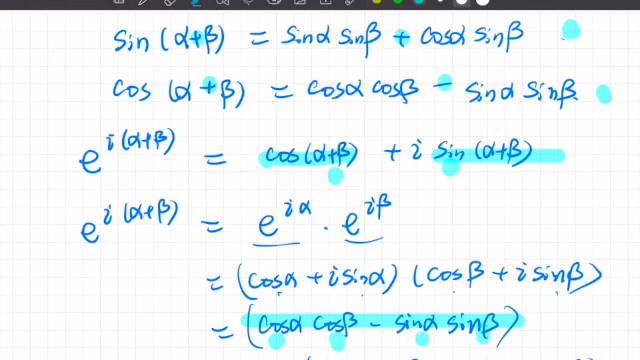 sin (α+β) = sinα sinβ + cosα sinβ
cos (α+β) = cosα cosβ - sinα sinβ
e^{i(α+β)} = cos(α+β) + i sin (α+β)
e^{i(α+β)} = e^{iα} · e^{iβ}
= (cosα + i sinα) (cosβ + i sinβ)
= (cosα cosβ - sinα sinβ)